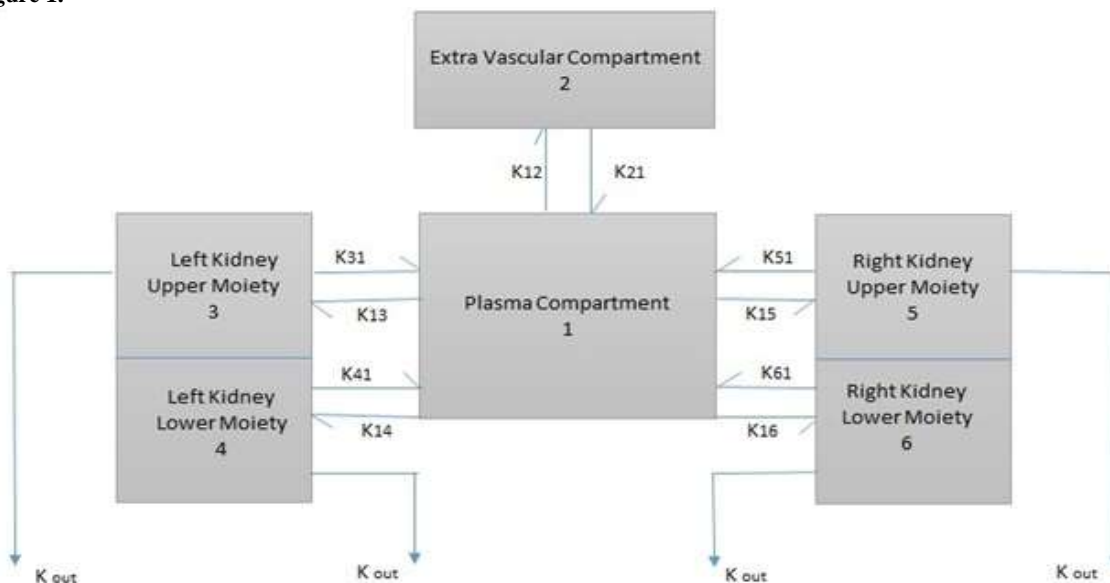 Extra Vascular Compartment
2
K12
K21
Left Kidney
Upper Moiety
3
K31
K13
Plasma Compartment
1
K51
K15
Right Kidney
Upper Moiety
5
Left Kidney
Lower Moiety
4
K41
K14
K61
K16
Right Kidney
Lower Moiety
6
K out
K out
K out
K out